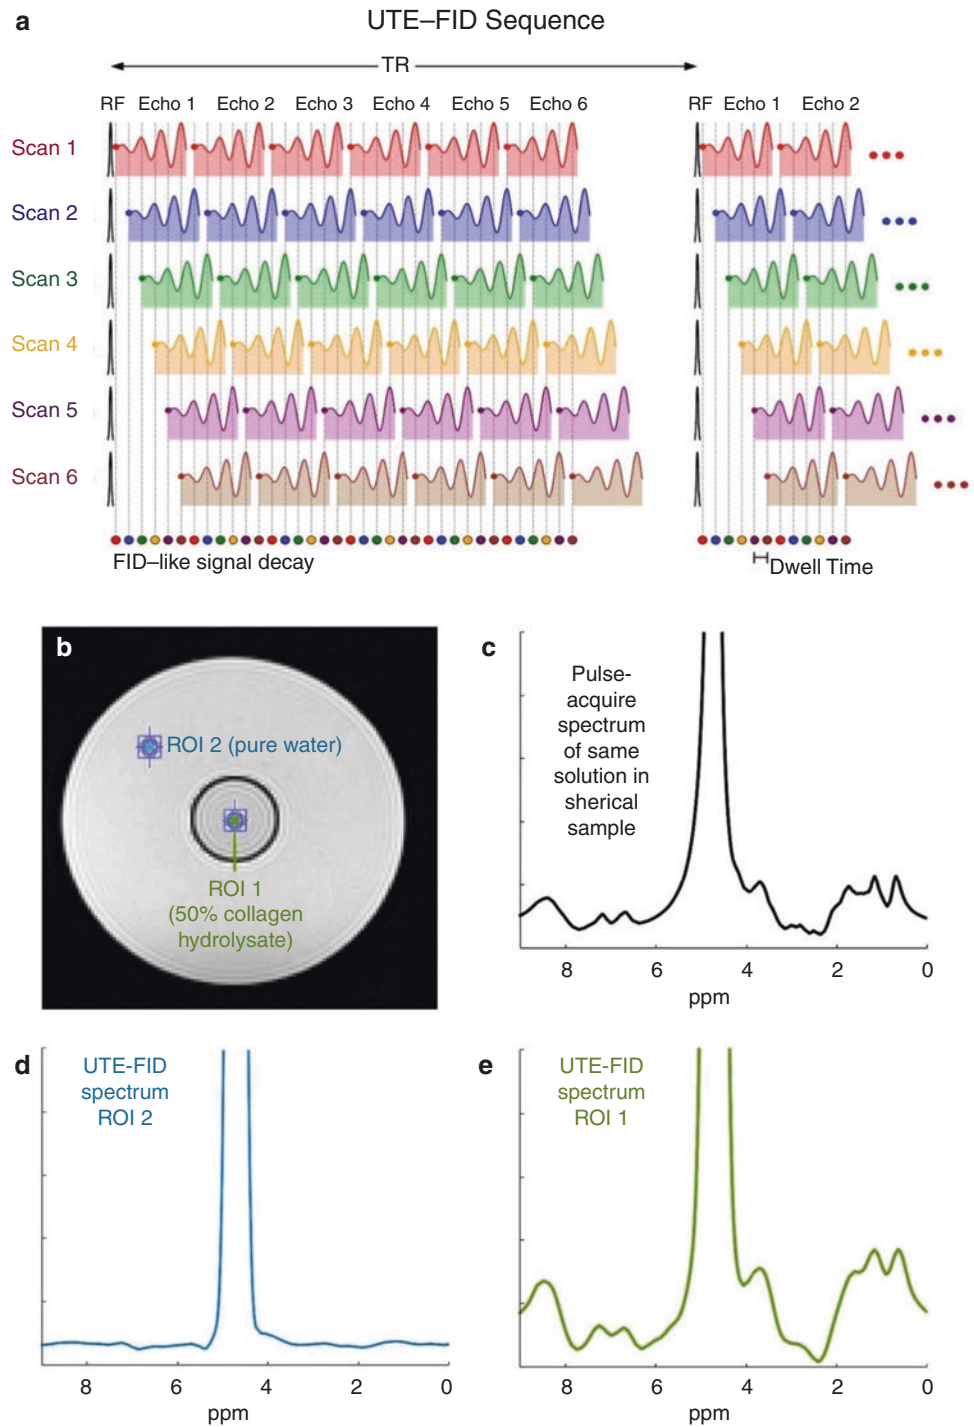 a
UTE–FID Sequence
TR
RF Echo 1 Echo 2 Echo 3 Echo 4 Echo 5 Echo 6 RF Echo 1 Echo 2
Scan 1
Scan 2
Scan 3
Scan 4
Scan 5
Scan 6
FID–like signal decay
Dwell Time
b
ROI 2 (pure water)
ROI 1
(50% collagen
hydrolysate)
c
Pulse-
acquire
spectrum
of same
solution in
sherical
sample
8 6 4 2 0
ppm
d
UTE-FID
spectrum
ROI 2
8 6 4 2 0
ppm
e
UTE-FID
spectrum
ROI 1
8 6 4 2 0
ppm